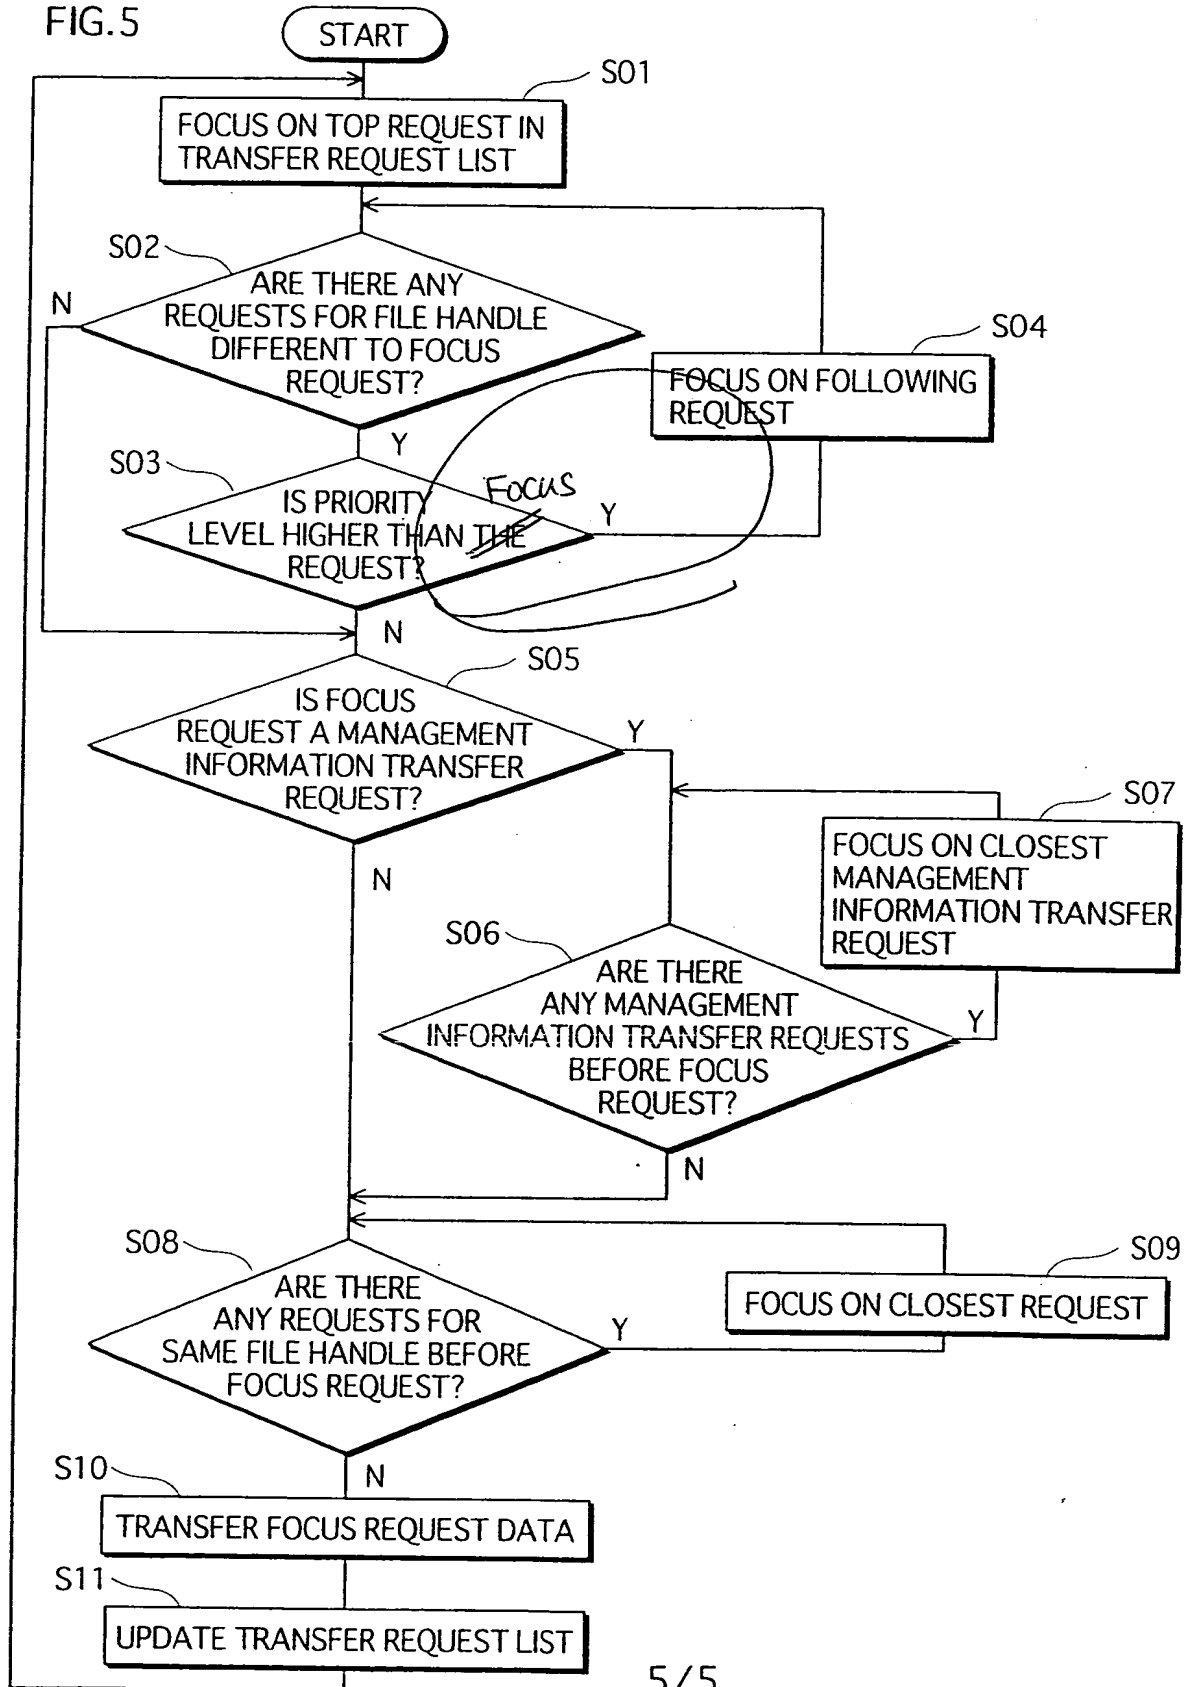 FIG.5
START
S01
FOCUS ON TOP REQUEST IN
TRANSFER REQUEST LIST
S02
N
ARE THERE ANY
REQUESTS FOR FILE HANDLE
DIFFERENT TO FOCUS
REQUEST?
Y
S04
FOCUS ON FOLLOWING
REQUEST
S03
IS PRIORITY
LEVEL HIGHER THAN THE
REQUEST?
Focus
Y
N
S05
IS FOCUS
REQUEST A MANAGEMENT
INFORMATION TRANSFER
REQUEST?
Y
N
S07
FOCUS ON CLOSEST
MANAGEMENT
INFORMATION TRANSFER
REQUEST
S06
ARE THERE
ANY MANAGEMENT
INFORMATION TRANSFER REQUESTS
BEFORE FOCUS
REQUEST?
Y
N
S08
ARE THERE
ANY REQUESTS FOR
SAME FILE HANDLE BEFORE
FOCUS REQUEST?
Y
N
S09
FOCUS ON CLOSEST REQUEST
S10
TRANSFER FOCUS REQUEST DATA
S11
UPDATE TRANSFER REQUEST LIST
5/5